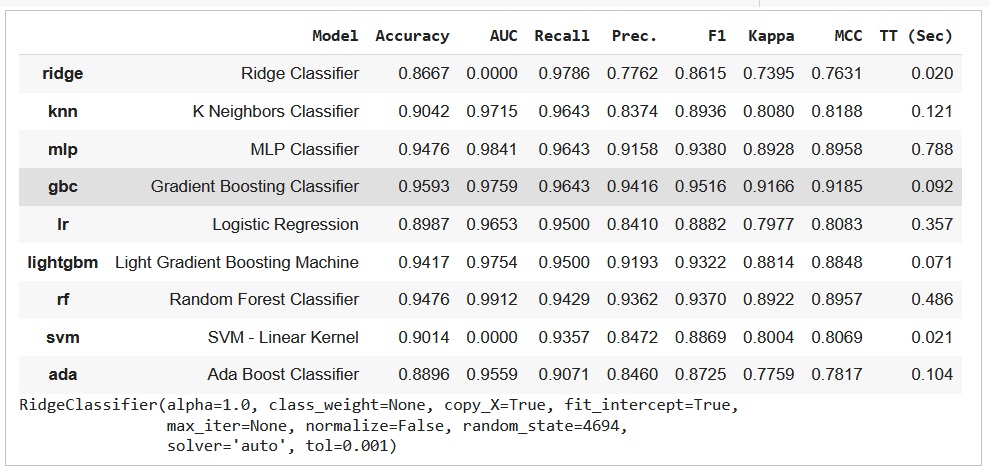 Model Accuracy AUC Recall Prec. F1 Kappa MCC TT (Sec)
ridge Ridge Classifier 0.8667 0.0000 0.9786 0.7762 0.8615 0.7395 0.7631 0.020
knn K Neighbors Classifier 0.9042 0.9715 0.9643 0.8374 0.8936 0.8080 0.8188 0.121
mlp MLP Classifier 0.9476 0.9841 0.9643 0.9158 0.9380 0.8928 0.8958 0.788
gbc Gradient Boosting Classifier 0.9593 0.9759 0.9643 0.9416 0.9516 0.9166 0.9185 0.092
lr Logistic Regression 0.8987 0.9653 0.9500 0.8410 0.8882 0.7977 0.8083 0.357
lightgbm Light Gradient Boosting Machine 0.9417 0.9754 0.9500 0.9193 0.9322 0.8814 0.8848 0.071
rf Random Forest Classifier 0.9476 0.9912 0.9429 0.9362 0.9370 0.8922 0.8957 0.486
svm SVM - Linear Kernel 0.9014 0.0000 0.9357 0.8472 0.8869 0.8004 0.8069 0.021
ada Ada Boost Classifier 0.8896 0.9559 0.9071 0.8460 0.8725 0.7759 0.7817 0.104
RidgeClassifier(alpha=1.0, class_weight=None, copy_X=True, fit_intercept=True,
max_iter=None, normalize=False, random_state=4694,
solver='auto', tol=0.001)